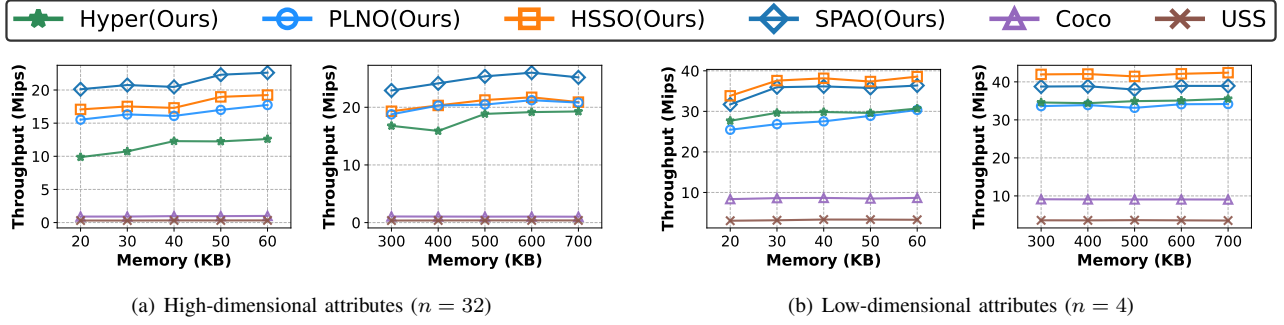 Hyper(Ours) PLNO(Ours) HSSO(Ours) SPAO(Ours) Coco USS
Throughput (Mips)
20
15
10
5
0
20 30 40 50 60
Memory (KB)
Throughput (Mips)
20
10
0
300 400 500 600 700
Memory (KB)
(a) High-dimensional attributes (n = 32)
Throughput (Mips)
40
30
20
10
20 30 40 50 60
Memory (KB)
Throughput (Mips)
40
30
20
10
300 400 500 600 700
Memory (KB)
(b) Low-dimensional attributes (n = 4)